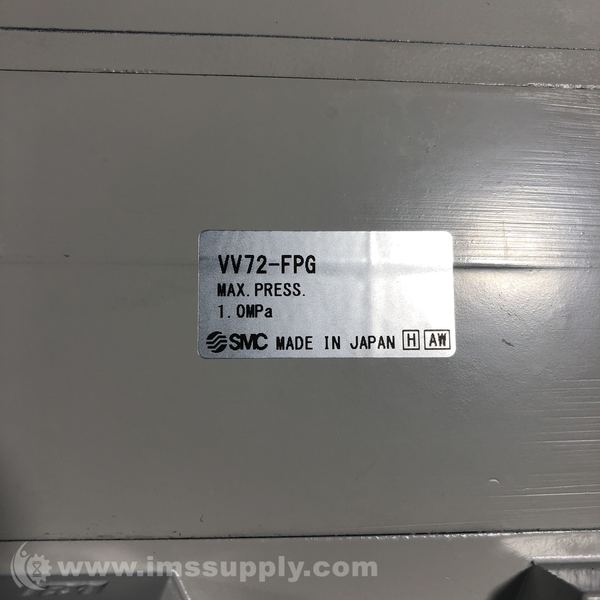 VV72-FPG
MAX. PRESS.
1.0MPa
SMC MADE IN JAPAN H AW
www.imssupply.com